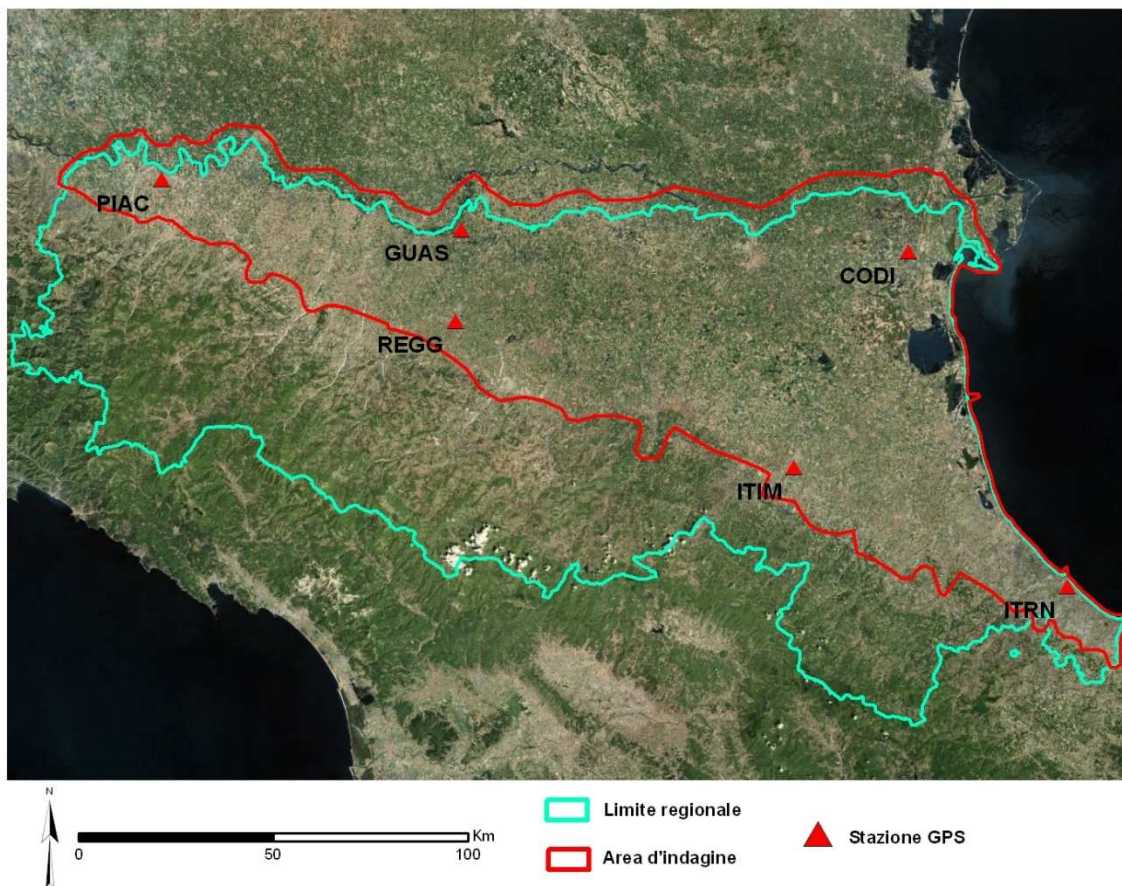 PIAC
GUAS
CODI
REGG
ITIM
ITRN
N
Km
0 50 100
Limite regionale
Area d'indagine
Stazione GPS